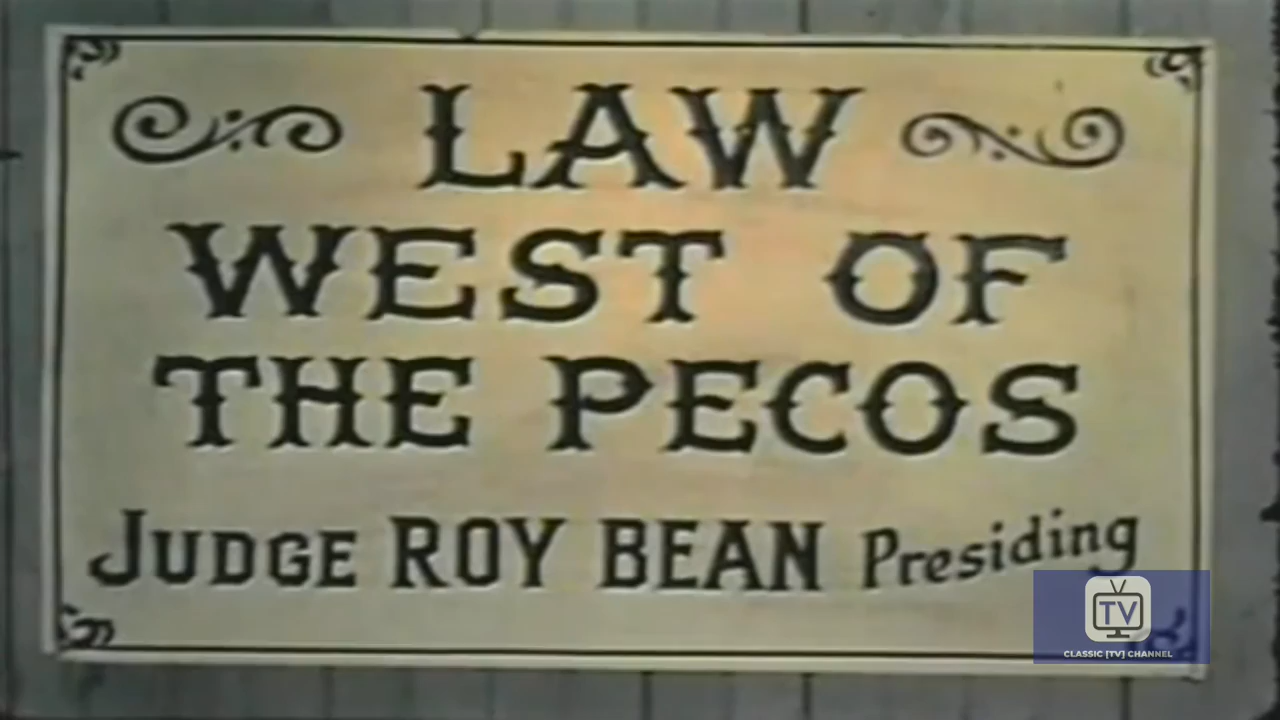 LAW
WEST OF
THE PECOS
JUDGE ROY BEAN Presiding
TV
CLASSIC [TV] CHANNEL